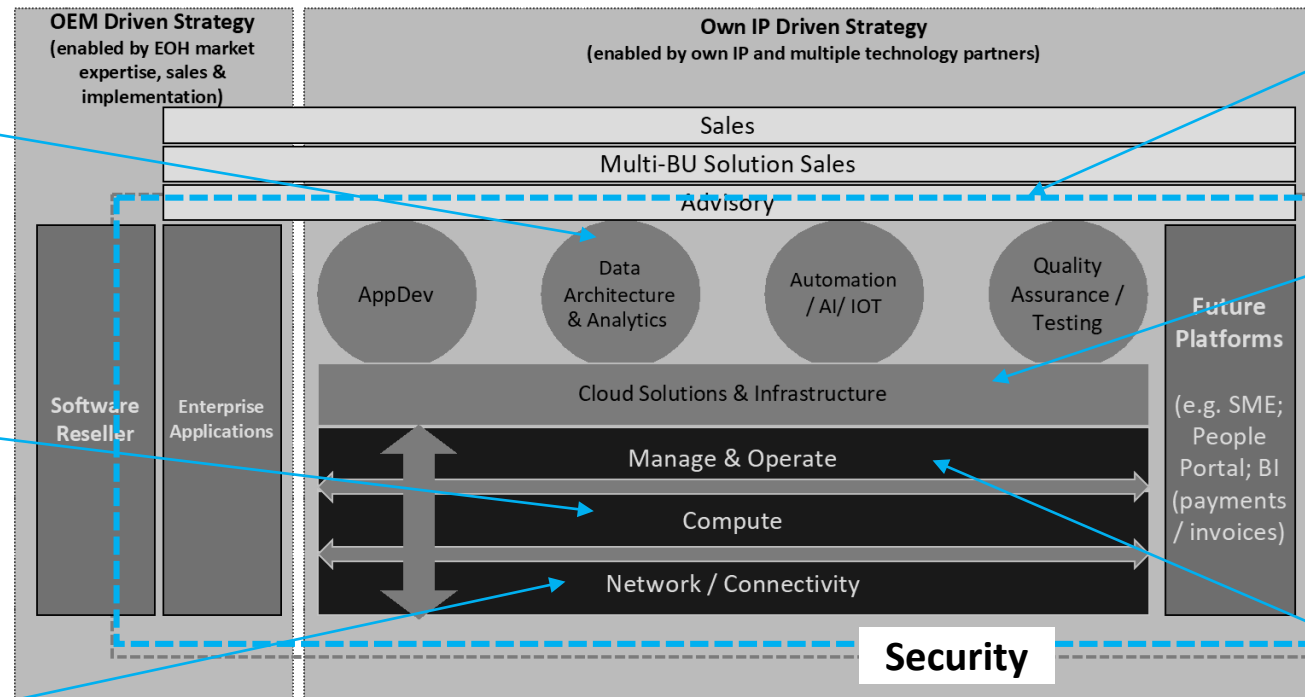 OEM Driven Strategy
(enabled by EOH market
expertise, sales &
implementation)
Own IP Driven Strategy
(enabled by own IP and multiple technology partners)
Sales
Multi-BU Solution Sales
Advisory
AppDev
Data
Architecture
& Analytics
Automation
/ AI/ IOT
Quality
Assurance /
Testing
Software
Reseller
Enterprise
Applications
Cloud Solutions & Infrastructure
Manage & Operate
Compute
Network / Connectivity
Future
Platforms
(e.g. SME;
People
Portal; BI
(payments
/ invoices)
Security